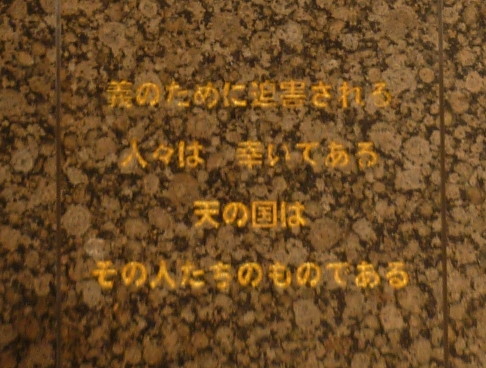 義のために迫害される
人々は　幸いである
天の国は
その人たちのものである